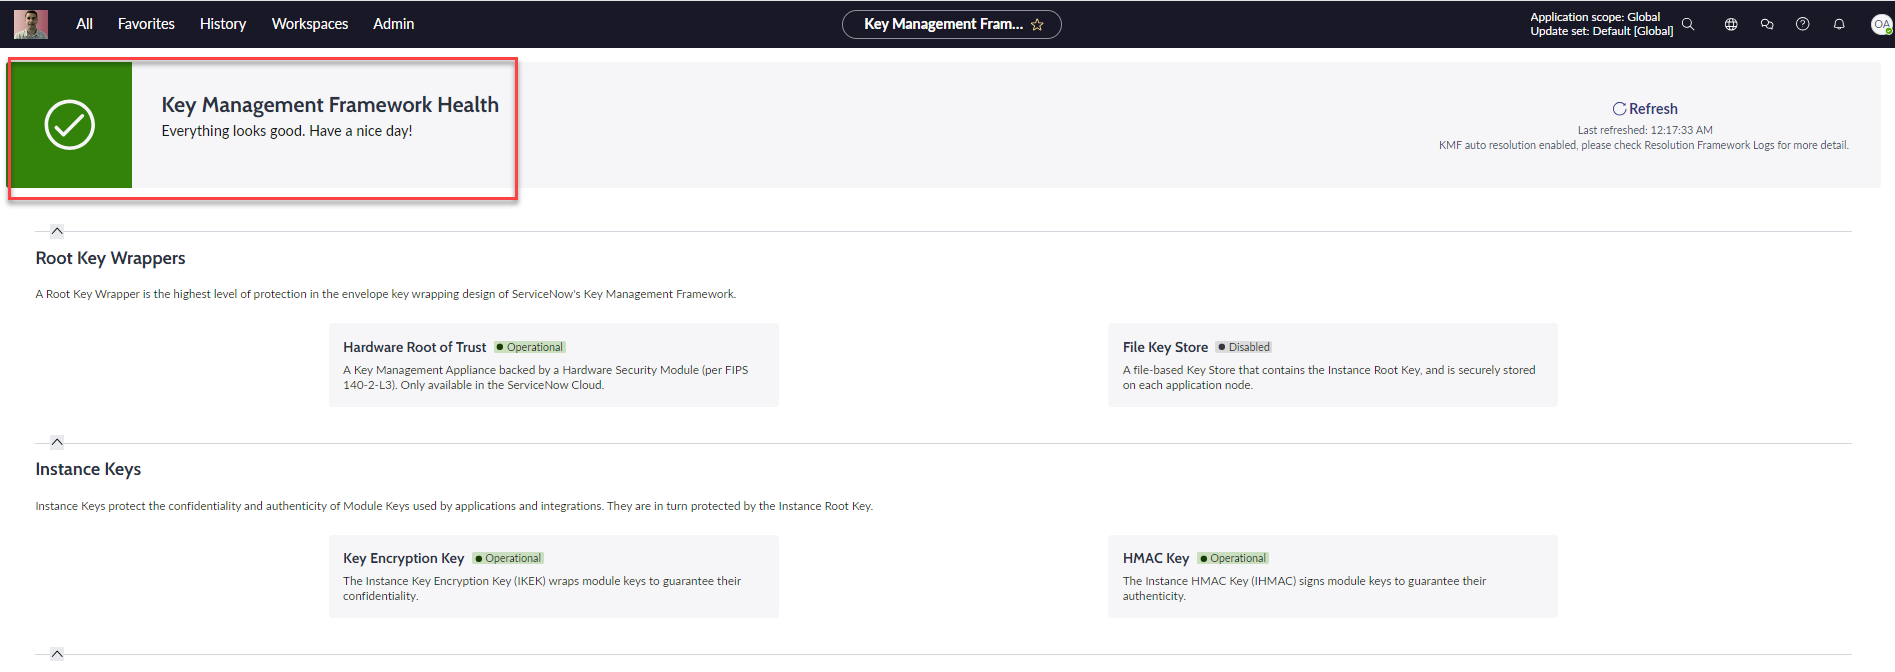 All Favorites History Workspaces Admin
Key Management Fram...
Application scope: Global
Update set: Default [Global]
OA
Key Management Framework Health
Everything looks good. Have a nice day!
Refresh
Last refreshed: 12:17:33 AM
KMF auto resolution enabled, please check Resolution Framework Logs for more detail.
Root Key Wrappers
A Root Key Wrapper is the highest level of protection in the envelope key wrapping design of ServiceNow's Key Management Framework.
Hardware Root of Trust Operational
A Key Management Appliance backed by a Hardware Security Module (per FIPS
140-2-L3). Only available in the ServiceNow Cloud.
File Key Store Disabled
A file-based Key Store that contains the Instance Root Key, and is securely stored
on each application node.
Instance Keys
Instance Keys protect the confidentiality and authenticity of Module Keys used by applications and integrations. They are in turn protected by the Instance Root Key.
Key Encryption Key Operational
The Instance Key Encryption Key (IKEK) wraps module keys to guarantee their
confidentiality.
HMAC Key Operational
The Instance HMAC Key (IHMAC) signs module keys to guarantee their
authenticity.